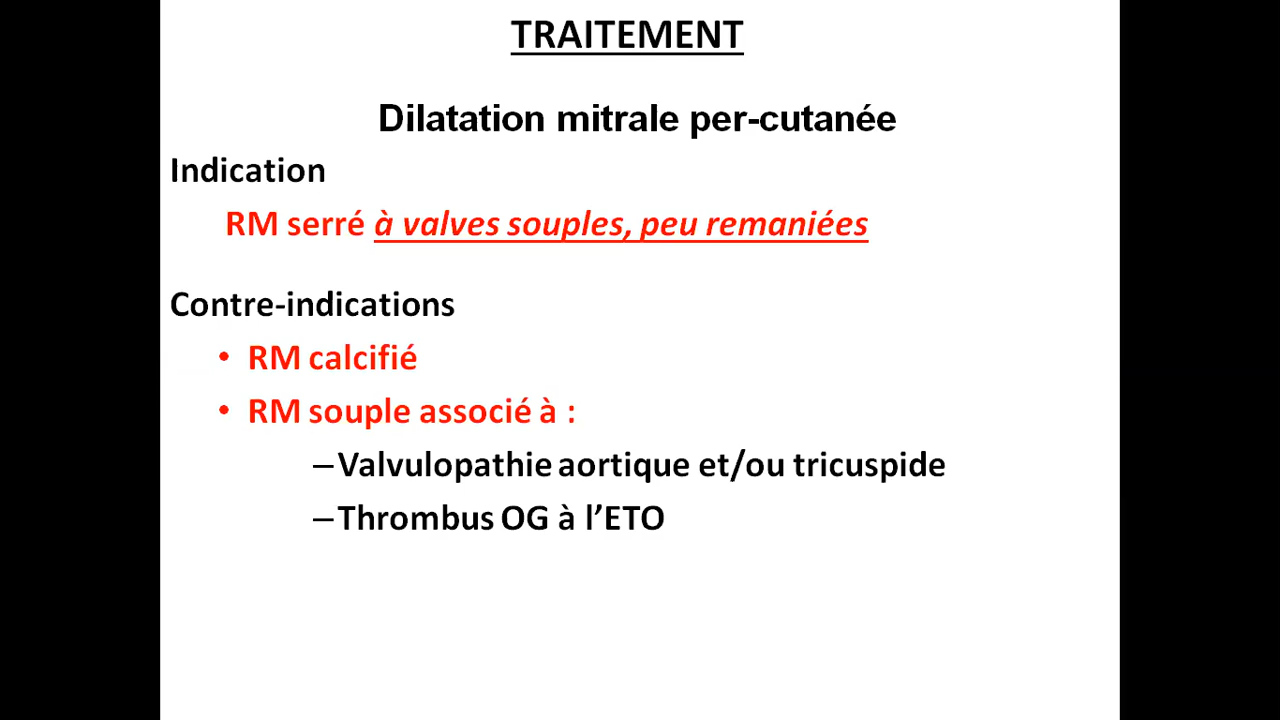 TRAITEMENT
Dilatation mitrale per-cutanée
Indication
RM serré à valves souples, peu remaniées
Contre-indications
• RM calcifié
• RM souple associé à :
–Valvulopathie aortique et/ou tricuspide
–Thrombus OG à l’ETO